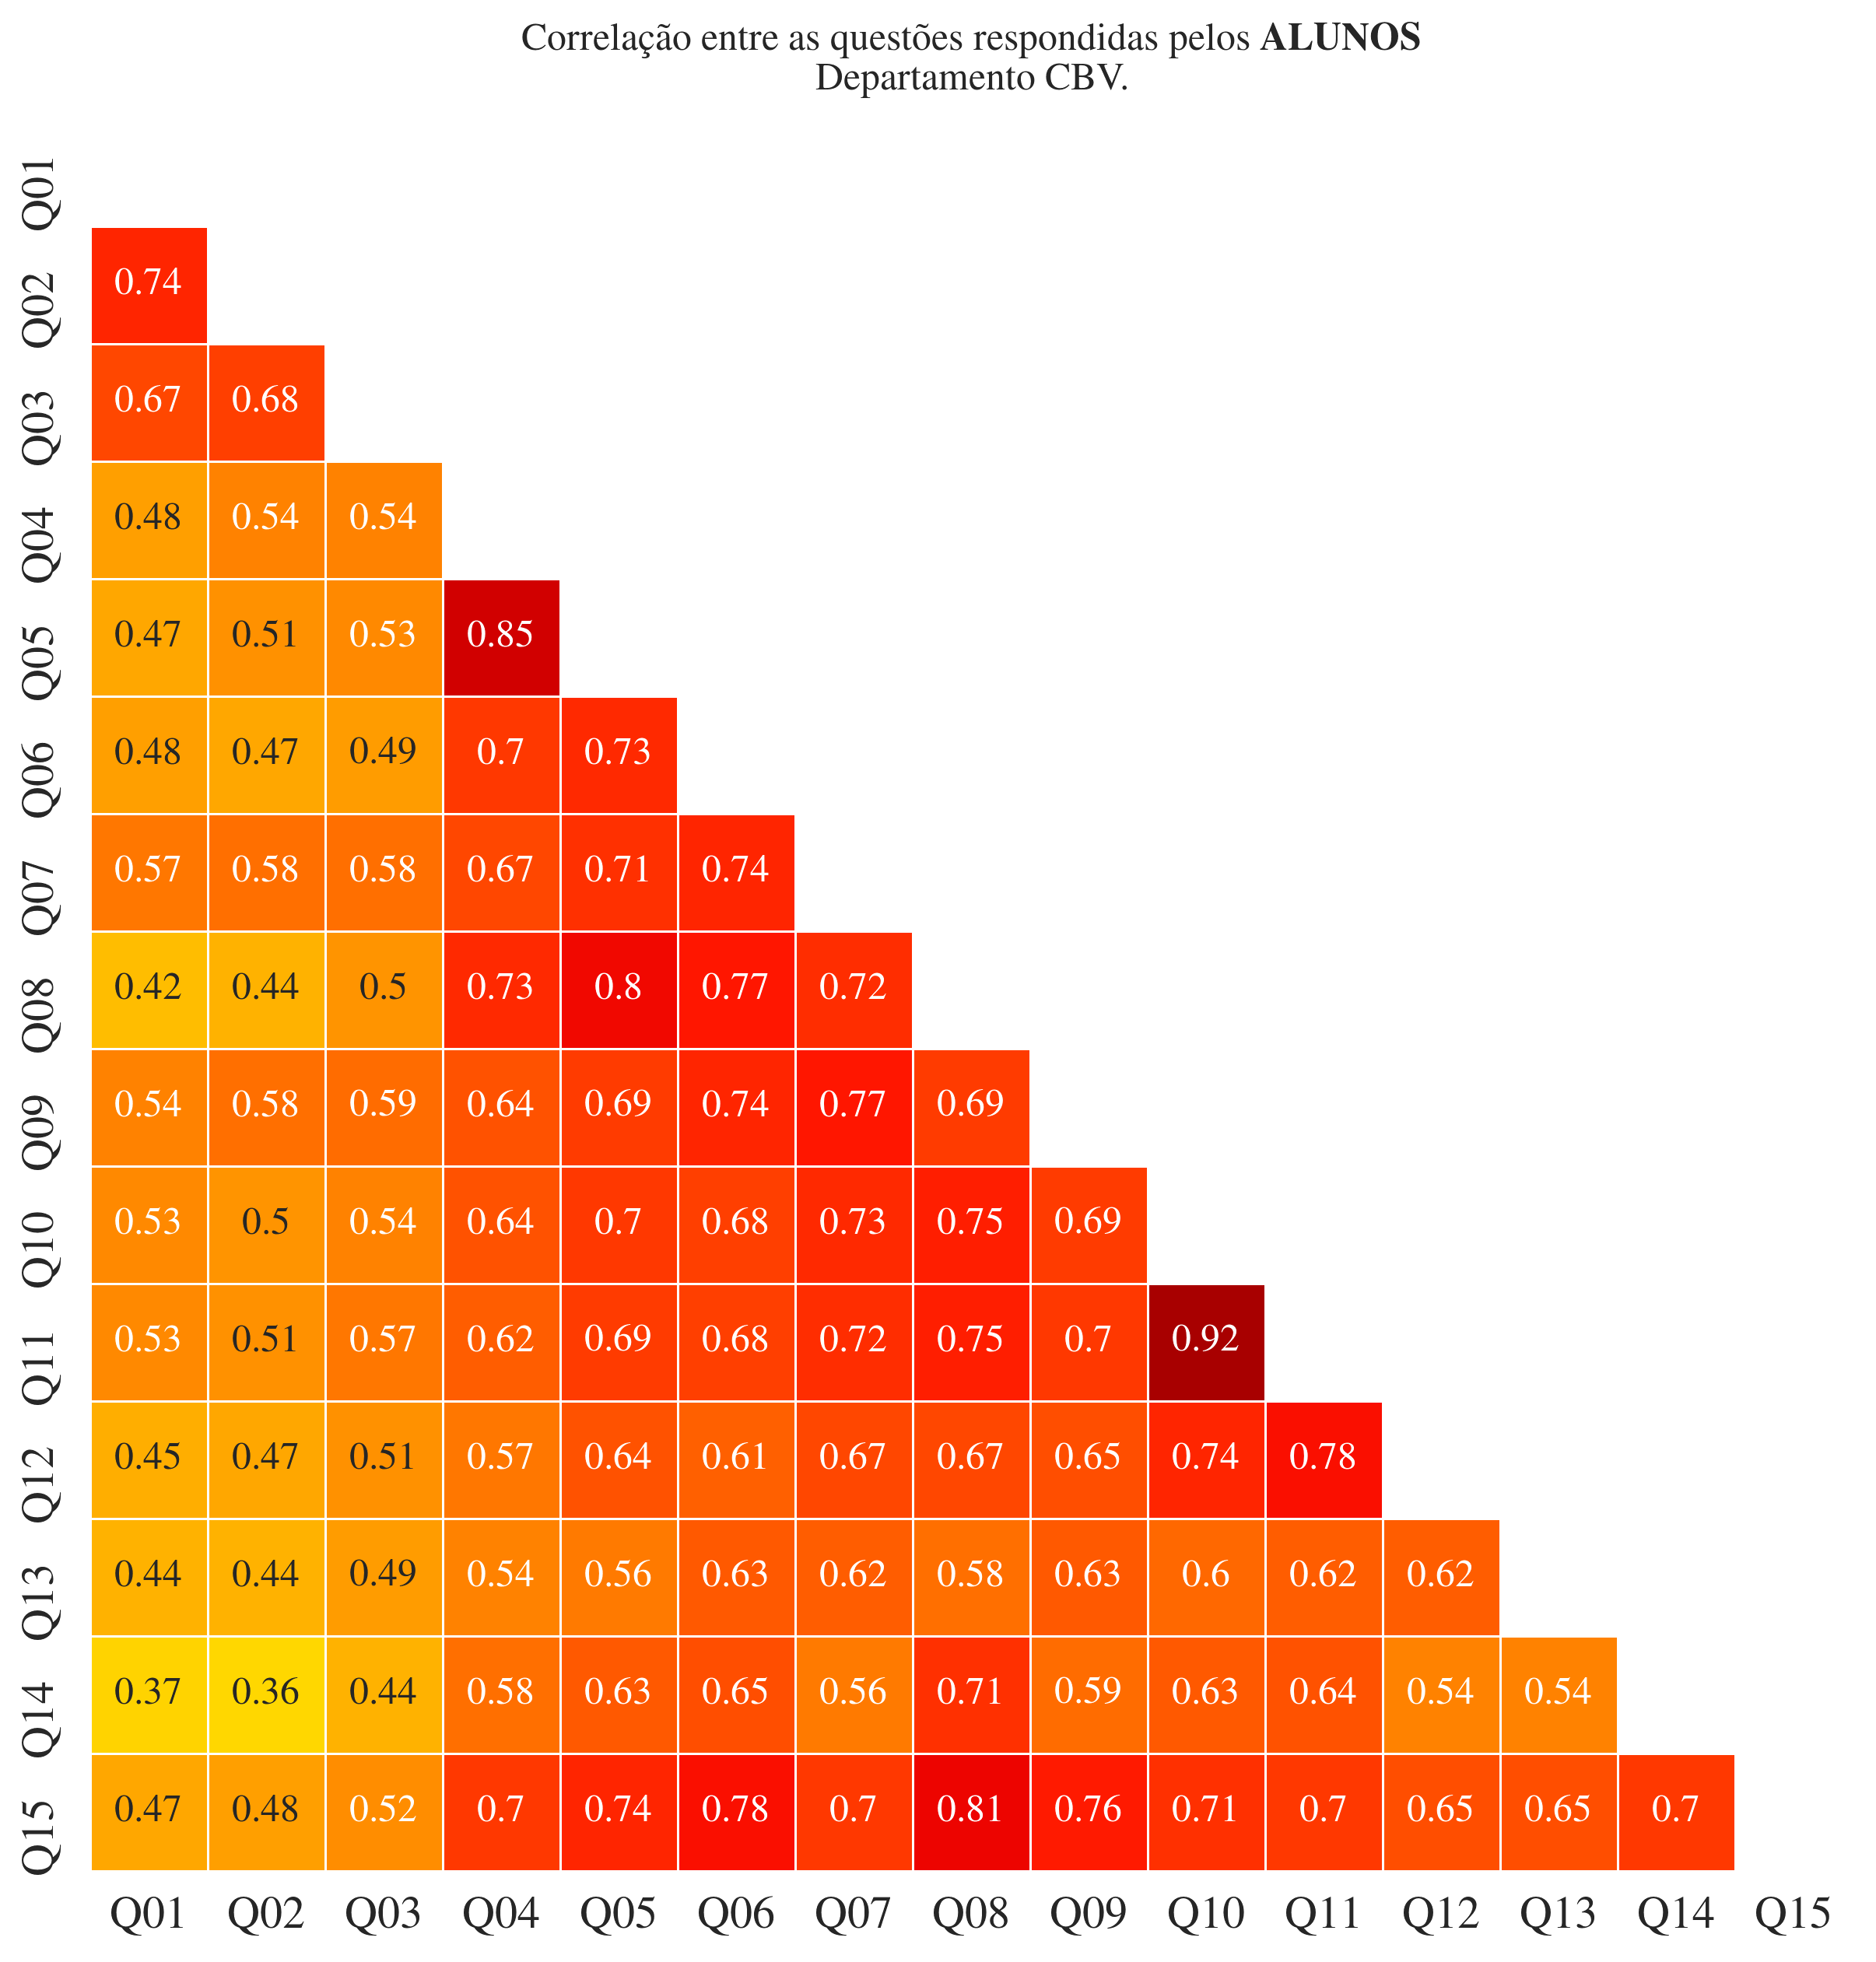 Correlação entre as questões respondidas pelos ALUNOS
Departamento CBV.
Q01
Q02 0.74
Q03 0.67 0.68
Q04 0.48 0.54 0.54
Q05 0.47 0.51 0.53 0.85
Q06 0.48 0.47 0.49 0.7 0.73
Q07 0.57 0.58 0.58 0.67 0.71 0.74
Q08 0.42 0.44 0.5 0.73 0.8 0.77 0.72
Q09 0.54 0.58 0.59 0.64 0.69 0.74 0.77 0.69
Q10 0.53 0.5 0.54 0.64 0.7 0.68 0.73 0.75 0.69
Q11 0.53 0.51 0.57 0.62 0.69 0.68 0.72 0.75 0.7 0.92
Q12 0.45 0.47 0.51 0.57 0.64 0.61 0.67 0.67 0.65 0.74 0.78
Q13 0.44 0.44 0.49 0.54 0.56 0.63 0.62 0.58 0.63 0.6 0.62 0.62
Q14 0.37 0.36 0.44 0.58 0.63 0.65 0.56 0.71 0.59 0.63 0.64 0.54 0.54
Q15 0.47 0.48 0.52 0.7 0.74 0.78 0.7 0.81 0.76 0.71 0.7 0.65 0.65 0.7
Q01 Q02 Q03 Q04 Q05 Q06 Q07 Q08 Q09 Q10 Q11 Q12 Q13 Q14 Q15